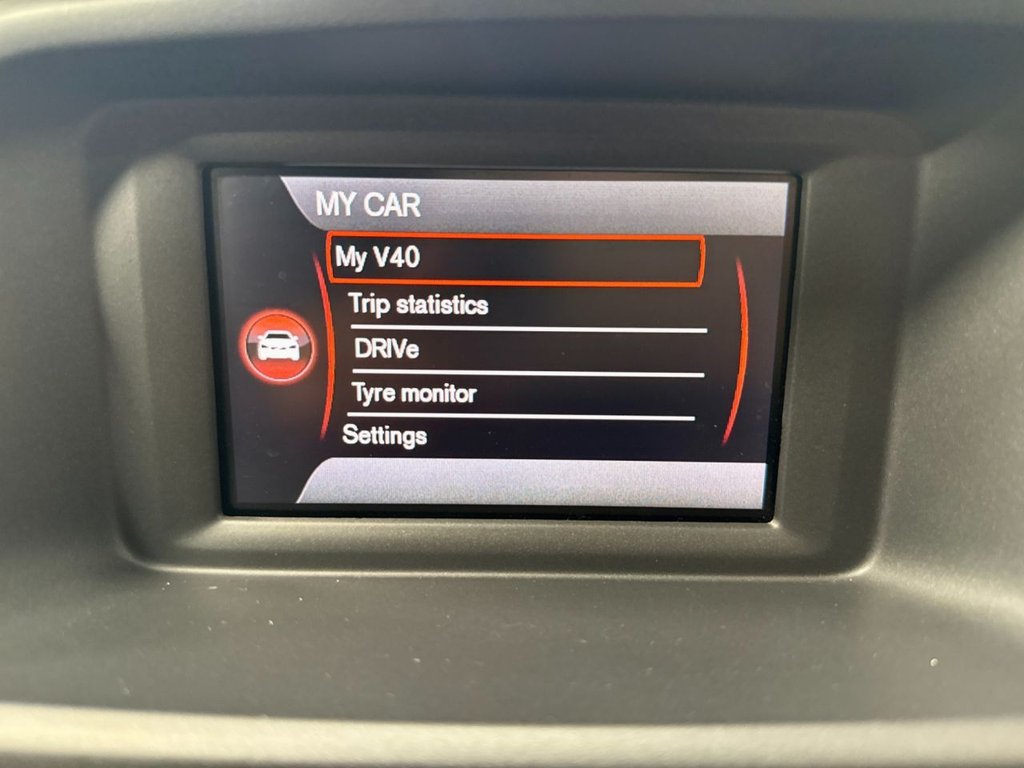 MY CAR
My V40
Trip statistics
DRIVe
Tyre monitor
Settings